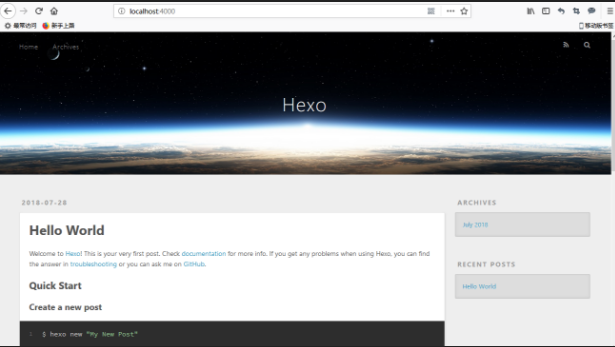 localhost:4000
最常访问 新手上路
移动版书签
Home Archives
Hexo
2018-07-28
Hello World
Welcome to Hexo! This is your very first post. Check documentation for more info. If you get any problems when using Hexo, you can find
the answer in troubleshooting or you can ask me on GitHub.
Quick Start
Create a new post
1 $ hexo new "My New Post"
ARCHIVES
July 2018
RECENT POSTS
Hello World